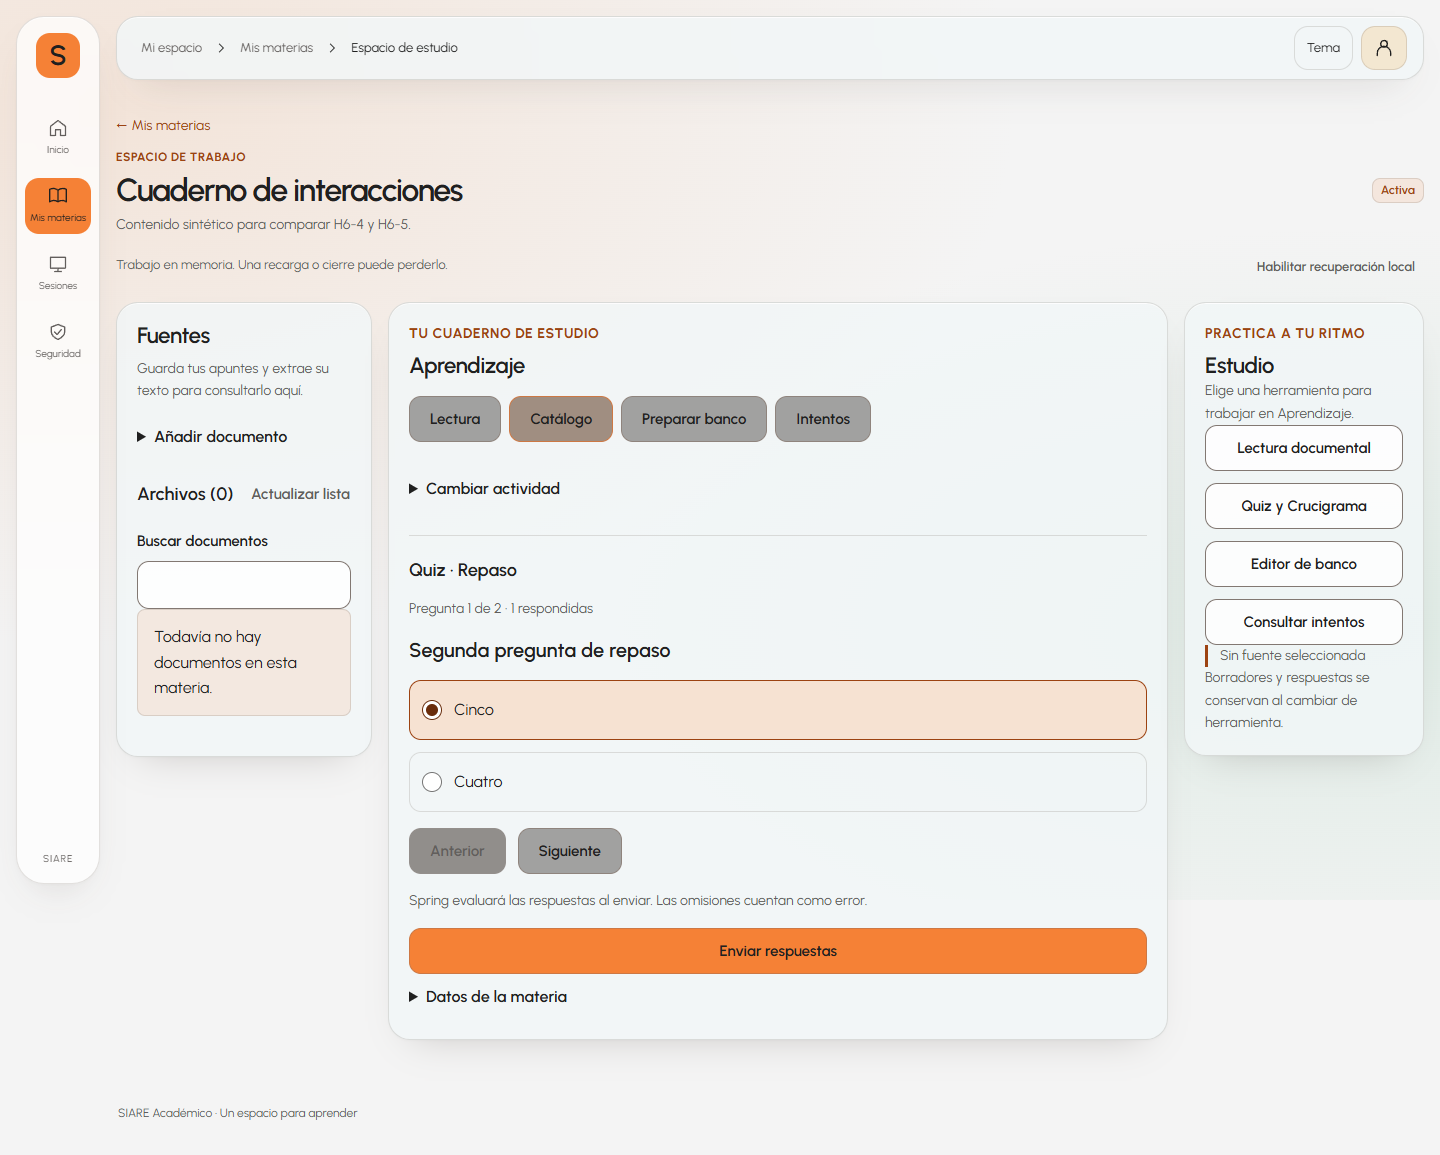 S
Inicio
Mis materias
Sesiones
Seguridad
SIARE
Mi espacio
Mis materias
Espacio de estudio
Tema
← Mis materias
ESPACIO DE TRABAJO
Cuaderno de interacciones
Activa
Contenido sintético para comparar H6-4 y H6-5.
Trabajo en memoria. Una recarga o cierre puede perderlo.
Habilitar recuperación local
Fuentes
Guarda tus apuntes y extrae su
texto para consultarlo aquí.
Añadir documento
Archivos (0)
Actualizar lista
Buscar documentos
Todavía no hay
documentos en esta
materia.
TU CUADERNO DE ESTUDIO
Aprendizaje
Lectura
Catálogo
Preparar banco
Intentos
Cambiar actividad
Quiz · Repaso
Pregunta 1 de 2 · 1 respondidas
Segunda pregunta de repaso
Cinco
Cuatro
Anterior
Siguiente
Spring evaluará las respuestas al enviar. Las omisiones cuentan como error.
Enviar respuestas
Datos de la materia
PRACTICA A TU RITMO
Estudio
Elige una herramienta para
trabajar en Aprendizaje.
Lectura documental
Quiz y Crucigrama
Editor de banco
Consultar intentos
Sin fuente seleccionada
Borradores y respuestas se
conservan al cambiar de
herramienta.
SIARE Académico · Un espacio para aprender